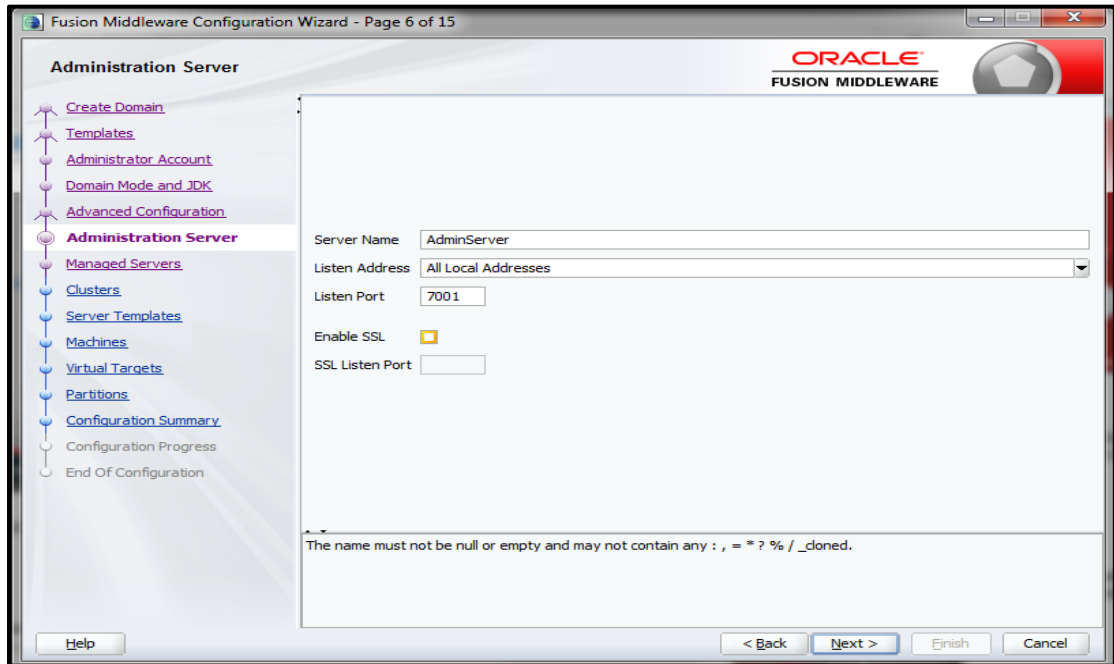 Fusion Middleware Configuration Wizard - Page 6 of 15
Administration Server
ORACLE
FUSION MIDDLEWARE
Create Domain
Templates
Administrator Account
Domain Mode and JDK
Advanced Configuration
Administration Server
Managed Servers
Clusters
Server Templates
Machines
Virtual Targets
Partitions
Configuration Summary
Configuration Progress
End Of Configuration
Server Name AdminServer
Listen Address All Local Addresses
Listen Port 7001
Enable SSL
SSL Listen Port
The name must not be null or empty and may not contain any : , = * ? % / _cloned.
Help < Back Next > Finish Cancel